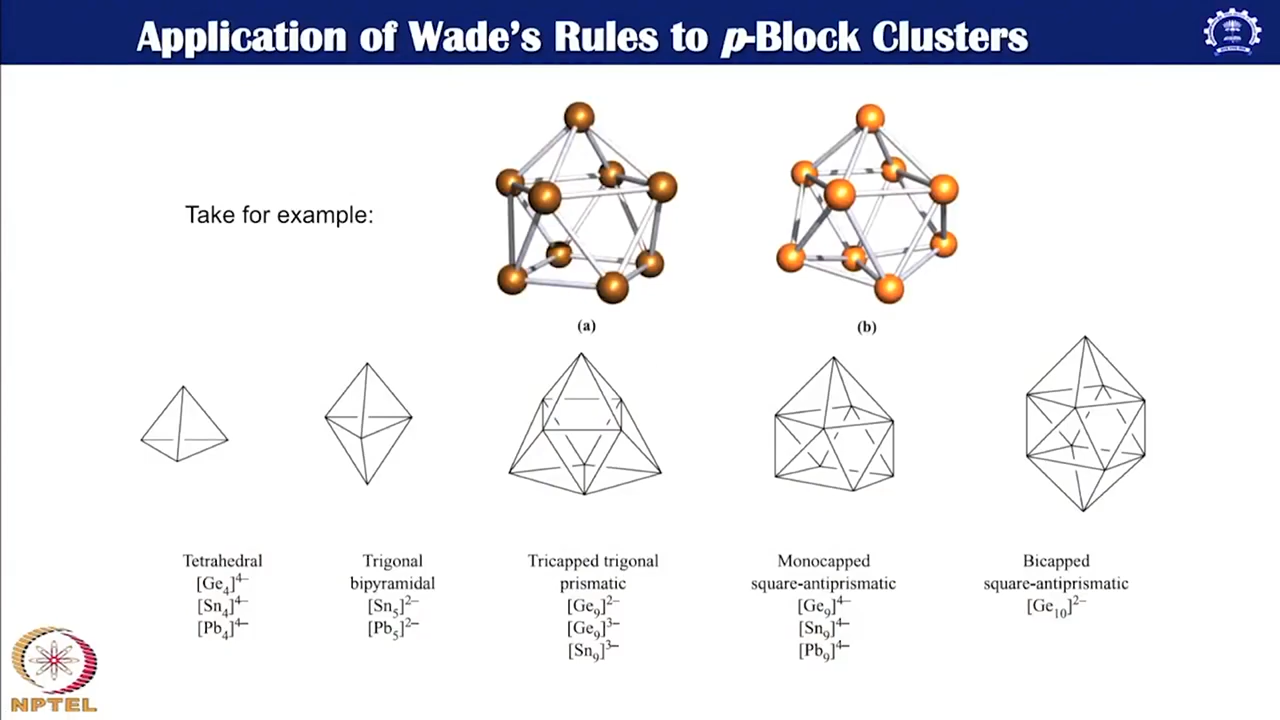 Application of Wade's Rules to p-Block Clusters
Take for example:
(a)
(b)
Tetrahedral
[Ge₄]⁴⁻
[Sn₄]⁴⁻
[Pb₄]⁴⁻
Trigonal
bipyramidal
[Sn₅]²⁻
[Pb₅]²⁻
Tricapped trigonal
prismatic
[Ge₉]²⁻
[Ge₉]³⁻
[Sn₉]³⁻
Monocapped
square-antiprismatic
[Ge₉]⁴⁻
[Sn₉]⁴⁻
[Pb₉]⁴⁻
Bicapped
square-antiprismatic
[Ge₁₀]²⁻
NPTEL